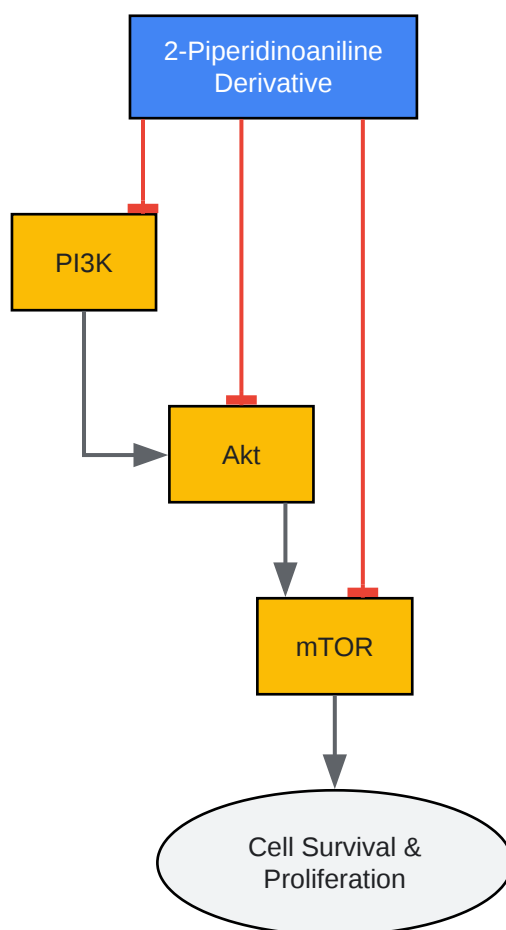 2-Piperidinoaniline
Derivative
PI3K
Akt
mTOR
Cell Survival &
Proliferation